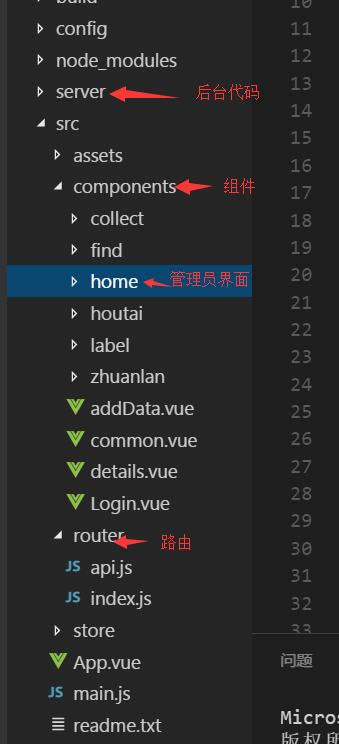 build
config
node_modules
server 后台代码
src
assets
components 组件
collect
find
home 管理员界面
houtai
label
zhuanlan
addData.vue
common.vue
details.vue
Login.vue
router 路由
JS api.js
JS index.js
store
App.vue
JS main.js
readme.txt
10
11
12
13
14
15
16
17
18
19
20
21
22
23
24
25
26
27
28
29
30
31
32
33
问题
Micros
版权所